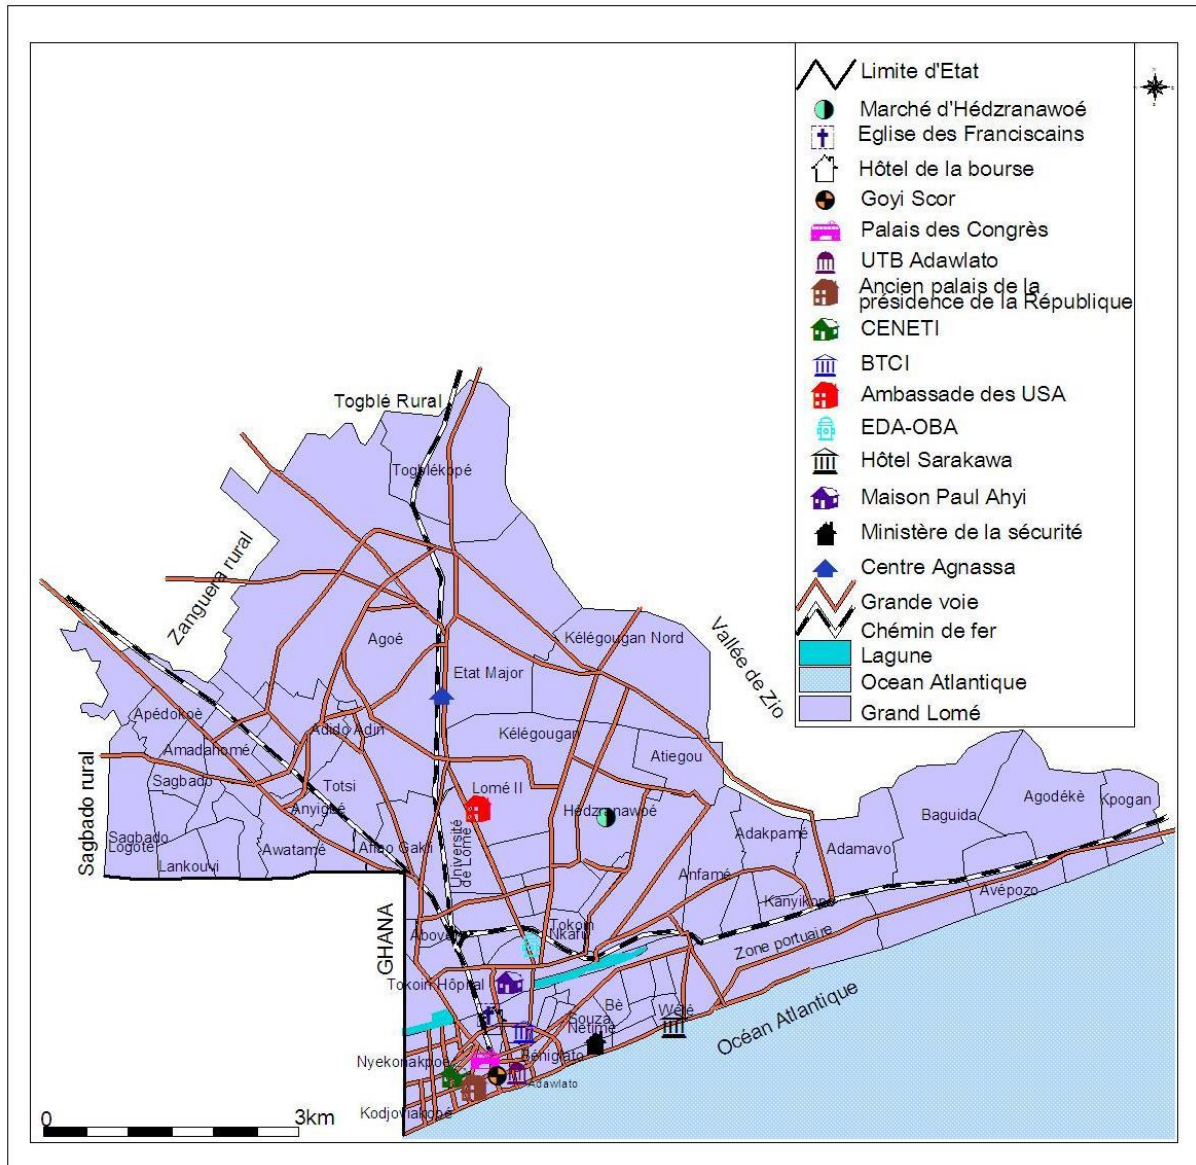 Limite d'Etat
Marché d'Hédzranawoé
Eglise des Franciscains
Hôtel de la bourse
Goyi Scor
Palais des Congrès
UTB Adawlato
Ancien palais de la
présidence de la République
CENETI
BTCI
Ambassade des USA
EDA-OBA
Hôtel Sarakawa
Maison Paul Ahyi
Ministère de la sécurité
Centre Agnassa
Grande voie
Chémin de fer
Lagune
Ocean Atlantique
Grand Lomé
Togblé Rural
Togblékopé
Zanguera rural
Agoé
Kélégougan Nord
Vallée de Zio
Etat Major
Apédokoè
Adido Adin
Kélégougan
Amadahomé
Atiegou
Sagbado rural
Sagbado
Totsi
Lomé II
Anyigbé
Hédzranawoé
Baguida
Agodékè
Kpogan
Sagbado
Logoté
Lankouvi
Awatamé
Afléo Gakli
Université
de Lomé
Adakpamé
Adamavo
Anfamé
Avépozo
Kanyikopé
GHANA
Tokoin
Nkafu
Zone portuaire
Tokoin Hôpital
Bè
Souza
Nétimé
Wété
Océan Atlantique
Nyekonakpoé
Béniglato
Adawlato
Kodjoviakopé
0
3km